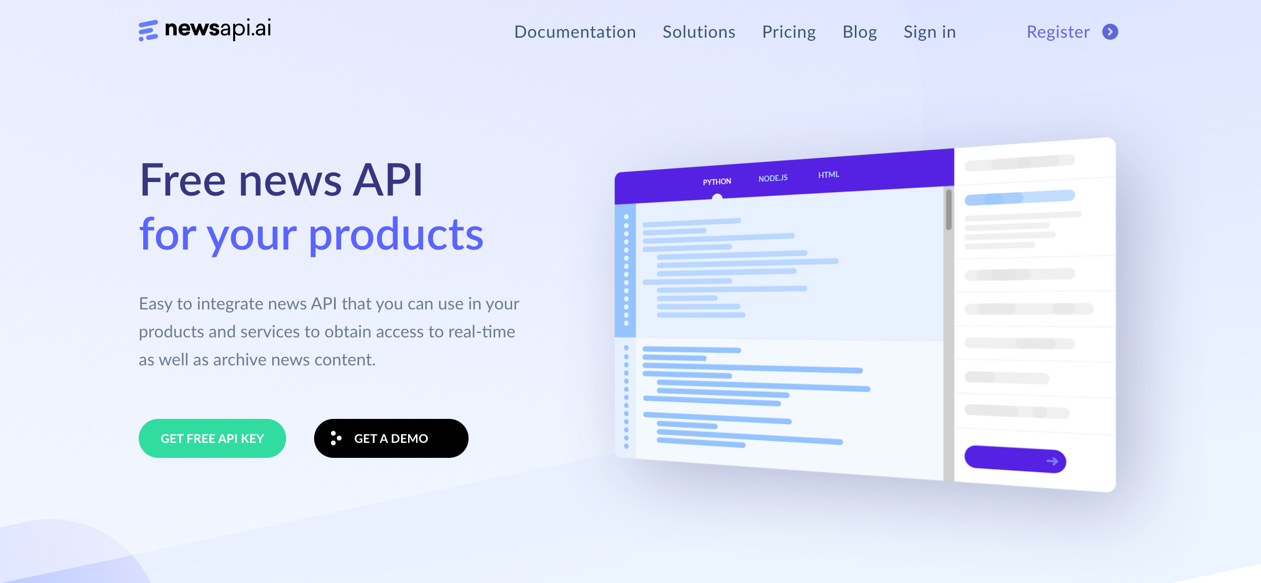 newsapi.ai
Documentation Solutions Pricing Blog Sign in Register
Free news API
for your products
Easy to integrate news API that you can use in your
products and services to obtain access to real-time
as well as archive news content.
GET FREE API KEY GET A DEMO
PYTHON NODE.JS HTML